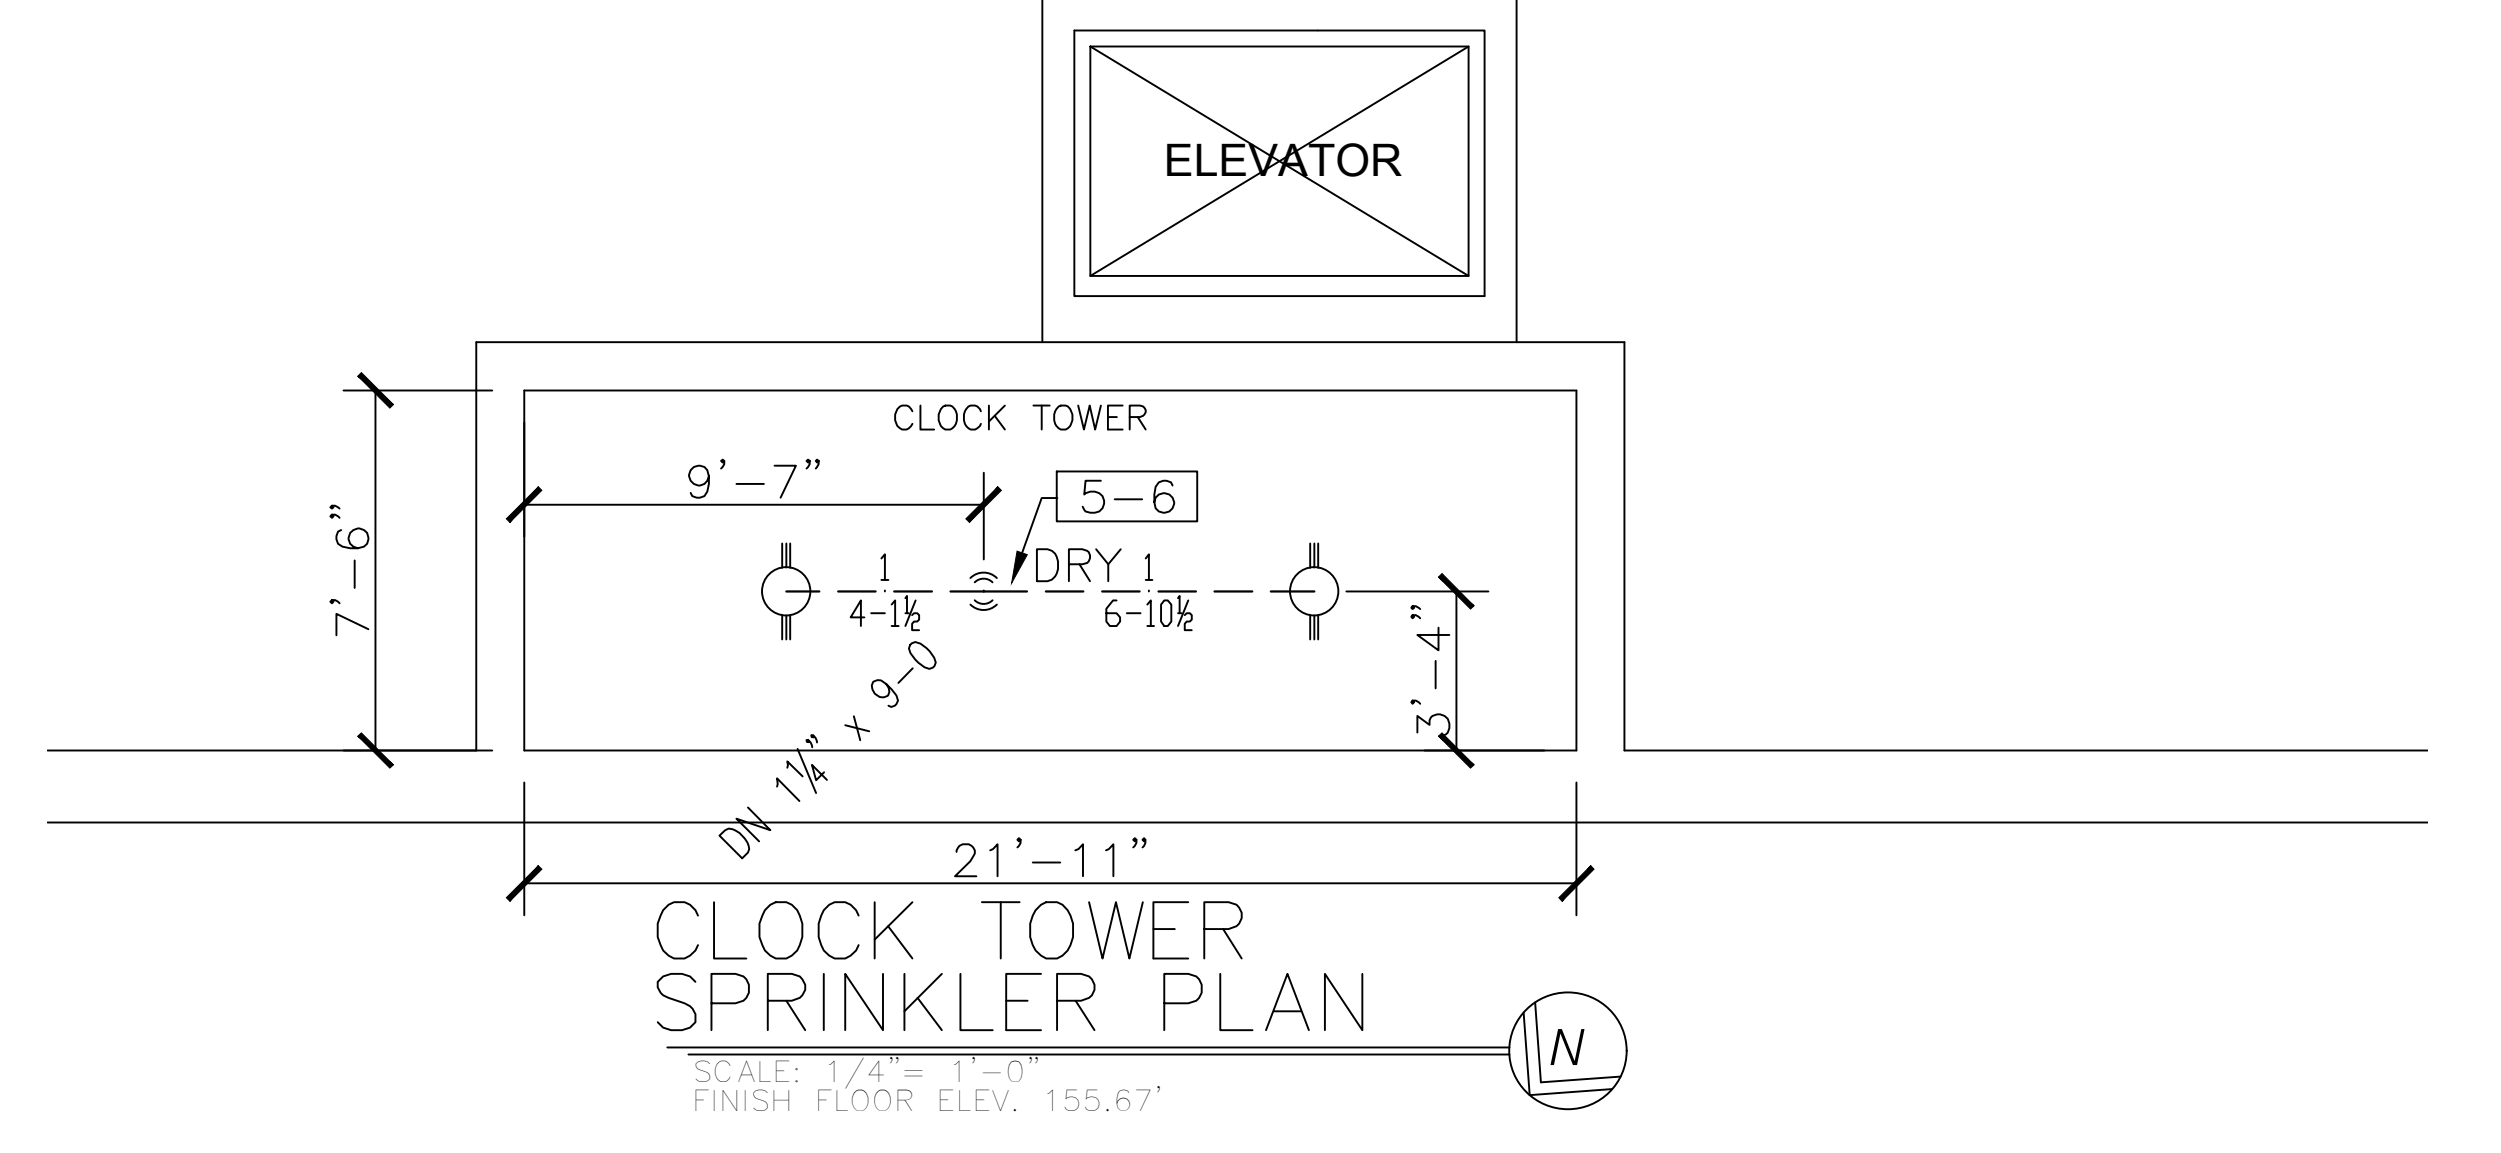 ELEVATOR
CLOCK TOWER
9'-7"
5-6
7'-6"
DRY
1
1
4-11½
6-10½
3'-4"
DN 1¼" x 9-0
21'-11"
CLOCK TOWER
SPRINKLER PLAN
N
SCALE: 1/4"= 1'-0"
FINISH FLOOR ELEV. 155.67'